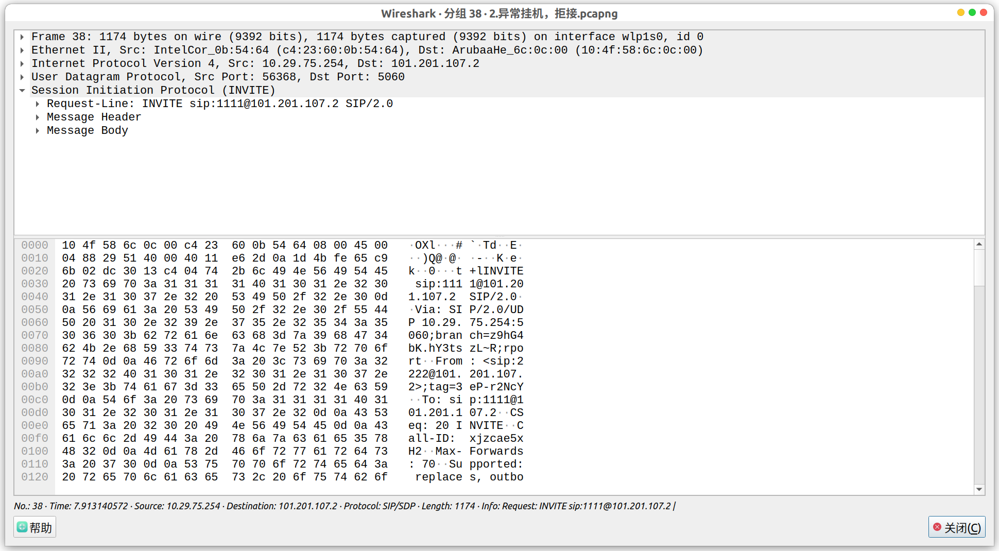 Wireshark · 分组 38 · 2.异常挂机，拒接.pcapng
Frame 38: 1174 bytes on wire (9392 bits), 1174 bytes captured (9392 bits) on interface wlp1s0, id 0
Ethernet II, Src: IntelCor_0b:54:64 (c4:23:60:0b:54:64), Dst: ArubaaHe_6c:0c:00 (10:4f:58:6c:0c:00)
Internet Protocol Version 4, Src: 10.29.75.254, Dst: 101.201.107.2
User Datagram Protocol, Src Port: 56368, Dst Port: 5060
Session Initiation Protocol (INVITE)
Request-Line: INVITE sip:1111@101.201.107.2 SIP/2.0
Message Header
Message Body
0000 10 4f 58 6c 0c 00 c4 23 60 0b 54 64 08 00 45 00 ·OXl···# `·Td··E·
0010 04 88 29 51 40 00 40 11 e6 2d 0a 1d 4b fe 65 c9 ··)Q@·@· ·-··K·e·
0020 6b 02 dc 30 13 c4 04 74 2b 6c 49 4e 56 49 54 45 k··0···t +lINVITE
0030 20 73 69 70 3a 31 31 31 31 40 31 30 31 2e 32 30 sip:111 1@101.20
0040 31 2e 31 30 37 2e 32 20 53 49 50 2f 32 2e 30 0d 1.107.2 SIP/2.0·
0050 0a 56 69 61 3a 20 53 49 50 2f 32 2e 30 2f 55 44 ·Via: SI P/2.0/UD
0060 50 20 31 30 2e 32 39 2e 37 35 2e 32 35 34 3a 35 P 10.29. 75.254:5
0070 30 36 30 3b 62 72 61 6e 63 68 3d 7a 39 68 47 34 060;bran ch=z9hG4
0080 62 4b 2e 68 59 33 74 73 7a 4c 7e 52 3b 72 70 6f bK.hY3ts zL~R;rpo
0090 72 74 0d 0a 46 72 6f 6d 3a 20 3c 73 69 70 3a 32 rt··From : <sip:2
00a0 32 32 32 40 31 30 31 2e 32 30 31 2e 31 30 37 2e 222@101. 201.107.
00b0 32 3e 3b 74 61 67 3d 33 65 50 2d 72 32 4e 63 59 2>;tag=3 eP-r2NcY
00c0 0d 0a 54 6f 3a 20 73 69 70 3a 31 31 31 31 40 31 ··To: si p:1111@1
00d0 30 31 2e 32 30 31 2e 31 30 37 2e 32 0d 0a 43 53 01.201.1 07.2··CS
00e0 65 71 3a 20 32 30 20 49 4e 56 49 54 45 0d 0a 43 eq: 20 I NVITE··C
00f0 61 6c 6c 2d 49 44 3a 20 78 6a 7a 63 61 65 35 78 all-ID: xjzcae5x
0100 48 32 0d 0a 4d 61 78 2d 46 6f 72 77 61 72 64 73 H2··Max- Forwards
0110 3a 20 37 30 0d 0a 53 75 70 70 6f 72 74 65 64 3a : 70··Su pported:
0120 20 72 65 70 6c 61 63 65 73 2c 20 6f 75 74 62 6f replace s, outbo
No.: 38 · Time: 7.913140572 · Source: 10.29.75.254 · Destination: 101.201.107.2 · Protocol: SIP/SDP · Length: 1174 · Info: Request: INVITE sip:1111@101.201.107.2 |
帮助
关闭(C)